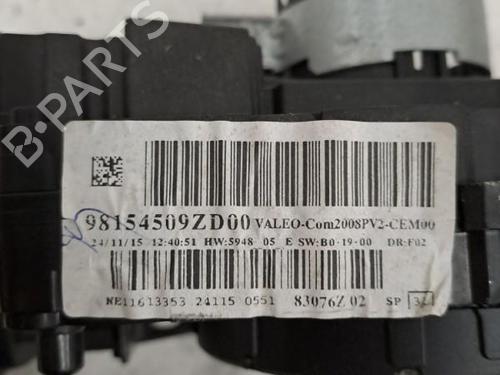 B-PARTS
98154509ZD00 VALEO-Com2008PV2-CEM00
24/11/15 12:40:51 HW:5948 05 E SW:B0-19-00 DR:F02
NE11613353 24115 0551 83076Z 02 SP 32